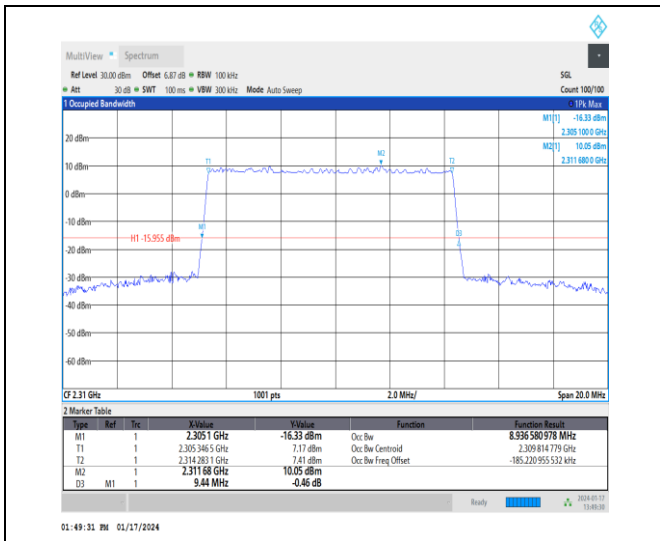 MultiView Spectrum
Ref Level 30.00 dBm Offset 6.87 dB RBW 100 kHz SGL
Att 30 dB SWT 100 ms VBW 300 kHz Mode Auto Sweep Count 100/100
1 Occupied Bandwidth 1Pk Max
M1[1] -16.33 dBm
2.305 100 0 GHz
M2[1] 10.05 dBm
2.311 680 0 GHz
20 dBm
M2
T1 T2
10 dBm
0 dBm
-10 dBm
M1
D3
H1 -15.955 dBm
-20 dBm
-30 dBm
-40 dBm
-50 dBm
-60 dBm
CF 2.31 GHz 1001 pts 2.0 MHz/ Span 20.0 MHz
2 Marker Table
Type Ref Trc X-Value Y-Value Function Function Result
M1 1 2.305 1 GHz -16.33 dBm Occ Bw 8.936 580 978 MHz
T1 1 2.305 346 5 GHz 7.17 dBm Occ Bw Centroid 2.309 814 779 GHz
T2 1 2.314 283 1 GHz 7.41 dBm Occ Bw Freq Offset -185.220 955 532 kHz
M2 1 2.311 68 GHz 10.05 dBm
D3 M1 1 9.44 MHz -0.46 dB
Ready 2024-01-17
13:49:30
01:49:31 PM 01/17/2024